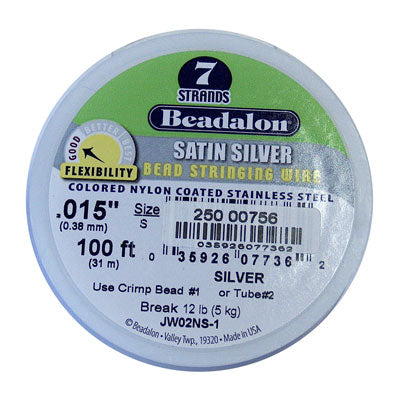 7
STRANDS
Beadalon
SATIN SILVER
BEAD STRINGING WIRE
GOOD BETTER BEST
FLEXIBILITY
COLORED NYLON COATED STAINLESS STEEL
.015"
(0.38 mm)
Size
S
250 00756
035926077362
100 ft
(31 m)
0 35926 07736 2
SILVER
Use Crimp Bead #1 or Tube#2
Break 12 lb (5 kg)
JW02NS-1
© Beadalon • Valley Twp., 19320 • Made in USA